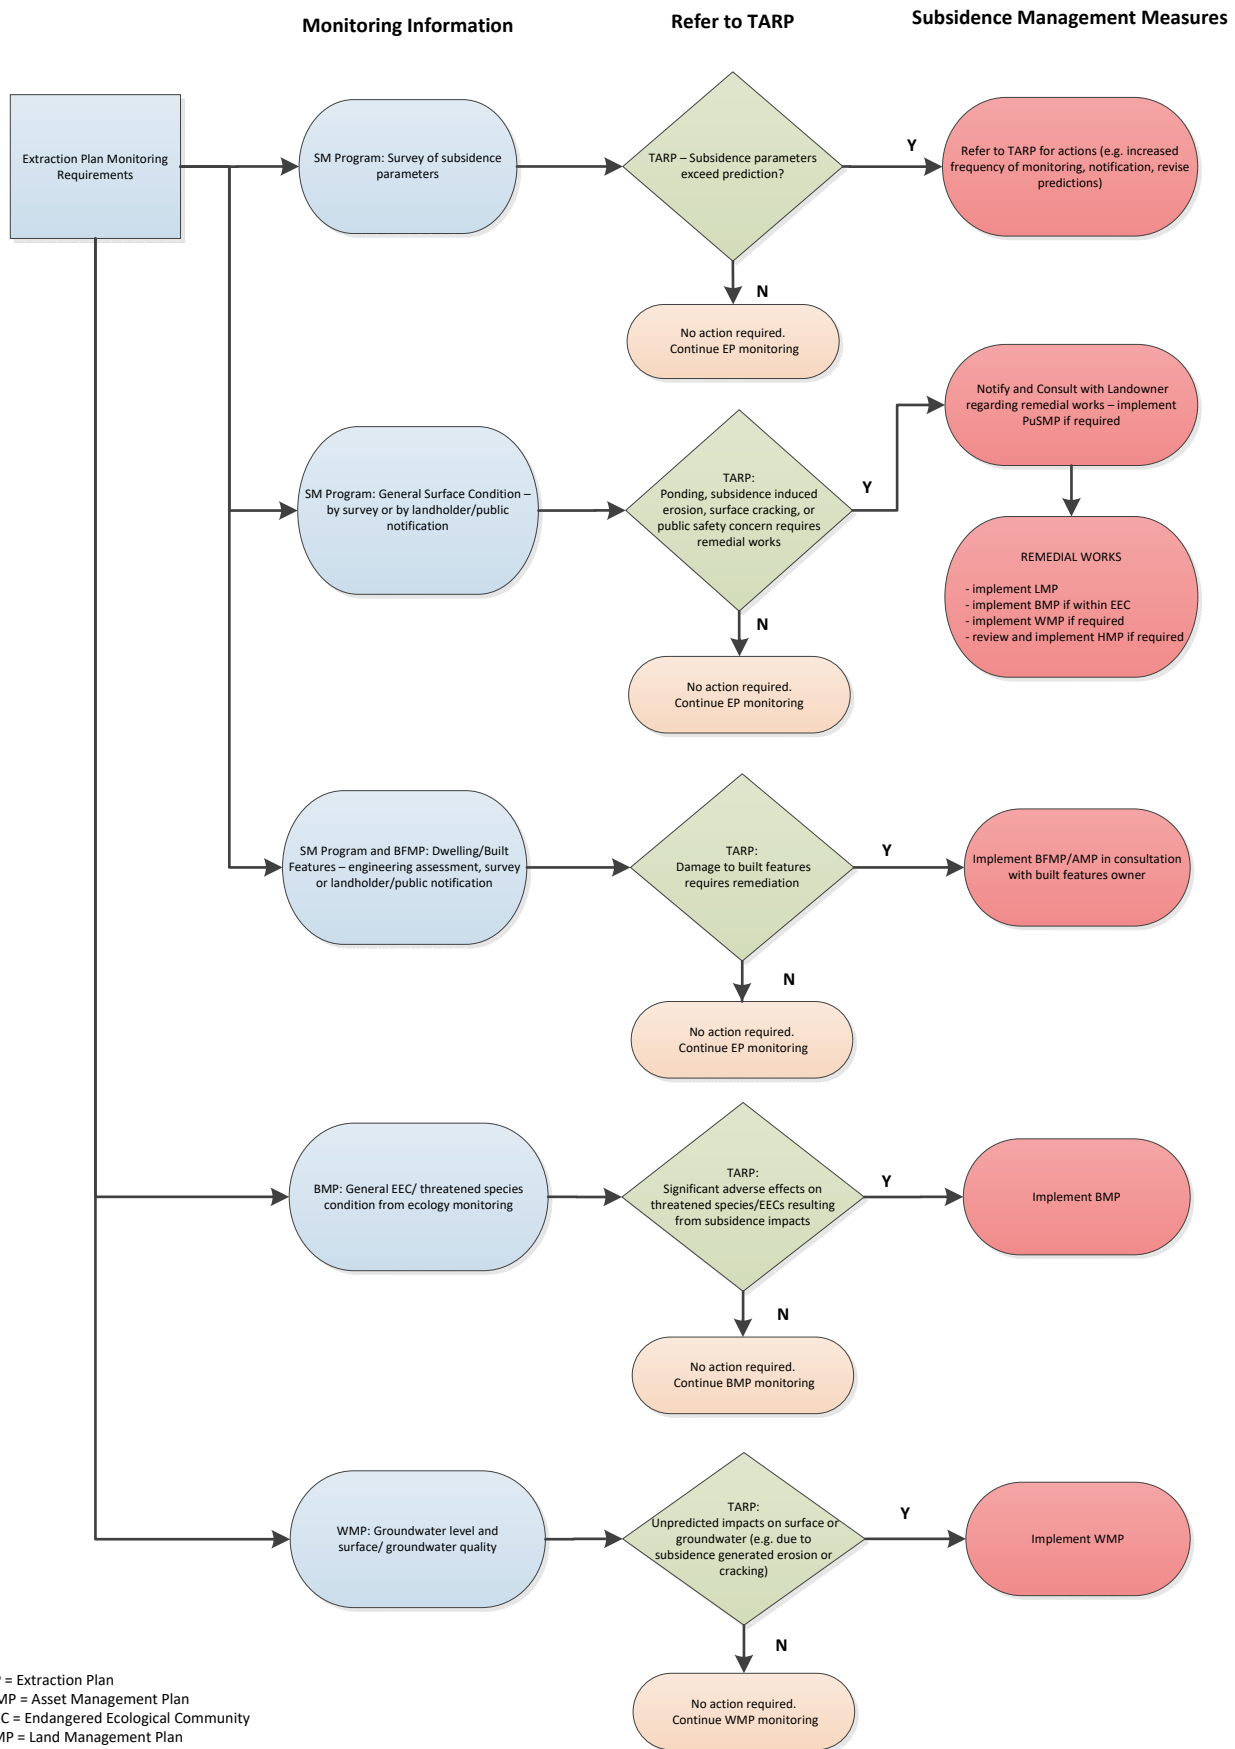 Monitoring Information
Refer to TARP
Subsidence Management Measures
Extraction Plan Monitoring
Requirements
SM Program: Survey of subsidence
parameters
TARP – Subsidence parameters
exceed prediction?
Y
Refer to TARP for actions (e.g. increased
frequency of monitoring, notification, revise
predictions)
N
No action required.
Continue EP monitoring
SM Program: General Surface Condition –
by survey or by landholder/public
notification
TARP:
Ponding, subsidence induced
erosion, surface cracking, or
public safety concern requires
remedial works
Y
Notify and Consult with Landowner
regarding remedial works – implement
PuSMP if required
REMEDIAL WORKS
- implement LMP
- implement BMP if within EEC
- implement WMP if required
- review and implement HMP if required
N
No action required.
Continue EP monitoring
SM Program and BFMP: Dwelling/Built
Features – engineering assessment, survey
or landholder/public notification
TARP:
Damage to built features
requires remediation
Y
Implement BFMP/AMP in consultation
with built features owner
N
No action required.
Continue EP monitoring
BMP: General EEC/ threatened species
condition from ecology monitoring
TARP:
Significant adverse effects on
threatened species/EECs resulting
from subsidence impacts
Y
Implement BMP
N
No action required.
Continue BMP monitoring
WMP: Groundwater level and
surface/ groundwater quality
TARP:
Unpredicted impacts on surface or
groundwater (e.g. due to
subsidence generated erosion or
cracking)
Y
Implement WMP
N
No action required.
Continue WMP monitoring
= Extraction Plan
MP = Asset Management Plan
C = Endangered Ecological Community
MP = Land Management Plan